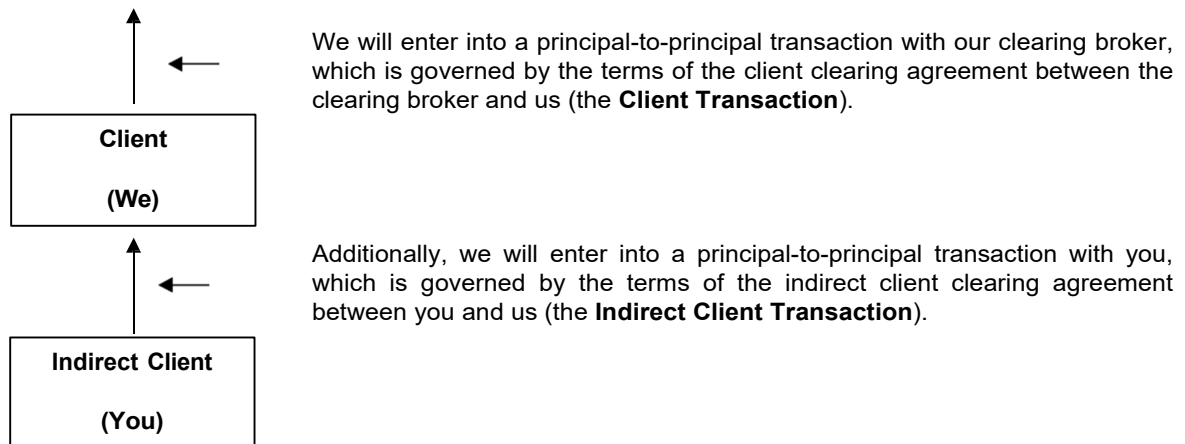 We will enter into a principal-to-principal transaction with our clearing broker,
which is governed by the terms of the client clearing agreement between the
clearing broker and us (the Client Transaction).
Client
(We)
Additionally, we will enter into a principal-to-principal transaction with you,
which is governed by the terms of the indirect client clearing agreement
between you and us (the Indirect Client Transaction).
Indirect Client
(You)